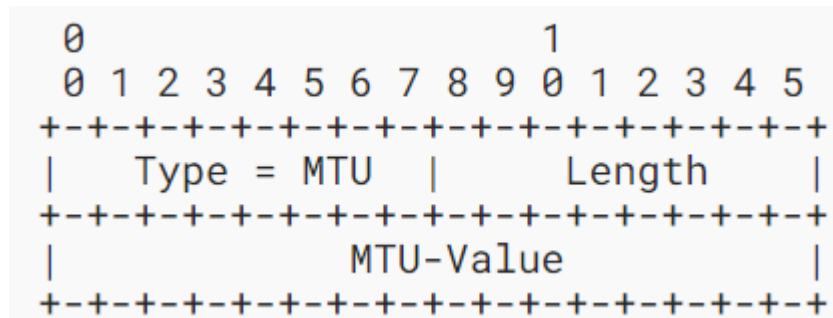 0                   1
0 1 2 3 4 5 6 7 8 9 0 1 2 3 4 5
+-+-+-+-+-+-+-+-+-+-+-+-+-+-+-+-+
|   Type = MTU  |     Length    |
+-+-+-+-+-+-+-+-+-+-+-+-+-+-+-+-+
|           MTU-Value           |
+-+-+-+-+-+-+-+-+-+-+-+-+-+-+-+-+